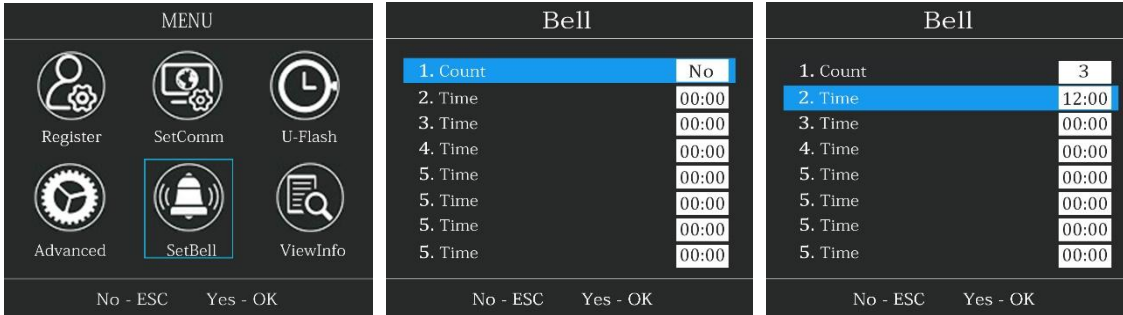 MENU
Register SetComm U-Flash
Advanced SetBell ViewInfo
No - ESC Yes - OK
Bell
1. Count No
2. Time 00:00
3. Time 00:00
4. Time 00:00
5. Time 00:00
5. Time 00:00
5. Time 00:00
5. Time 00:00
No - ESC Yes - OK
Bell
1. Count 3
2. Time 12:00
3. Time 00:00
4. Time 00:00
5. Time 00:00
5. Time 00:00
5. Time 00:00
5. Time 00:00
No - ESC Yes - OK